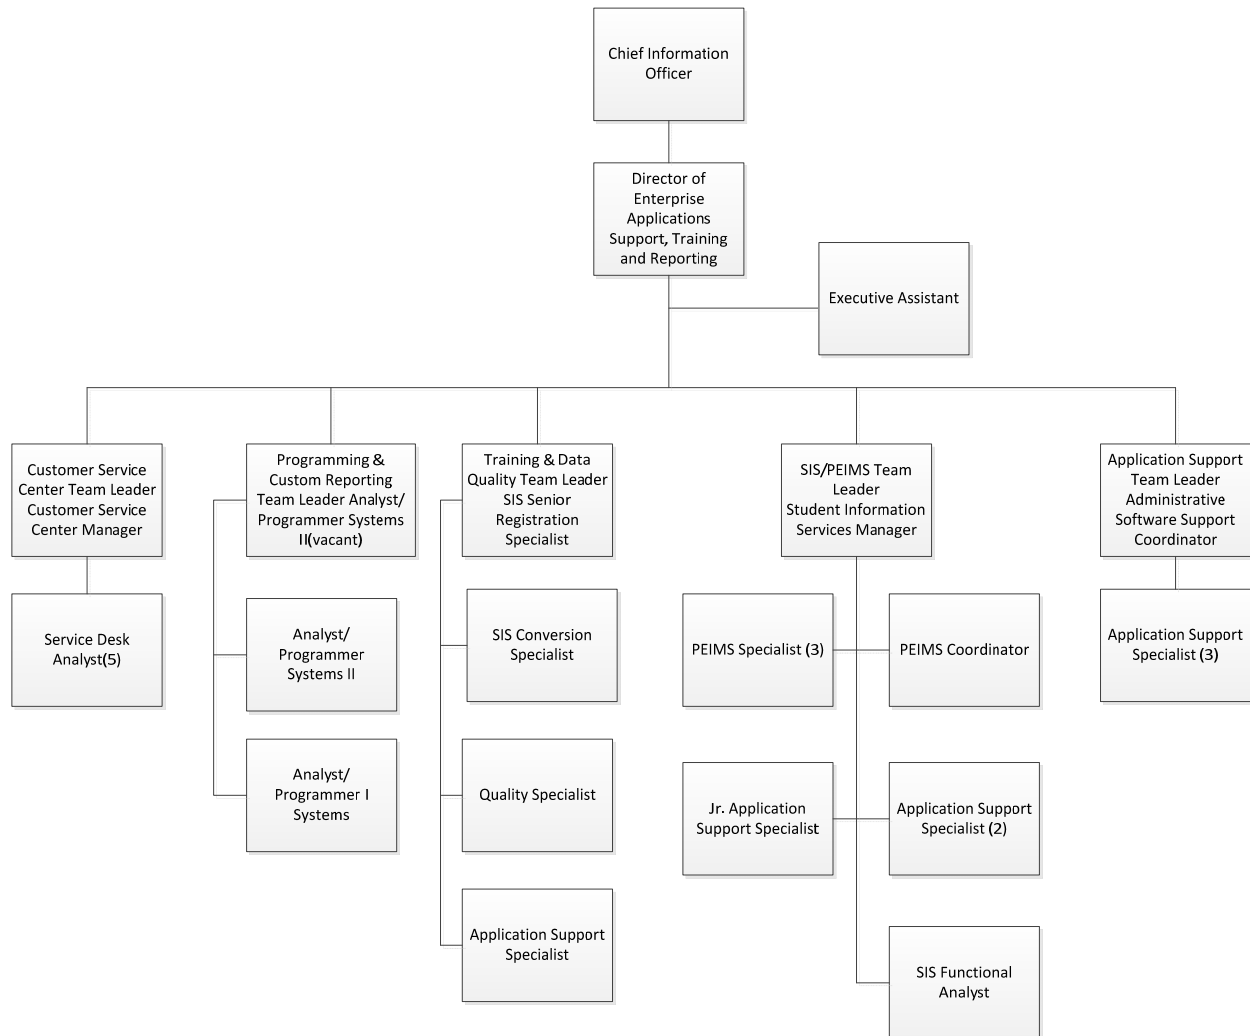 Chief Information
Officer
Director of
Enterprise
Applications
Support, Training
and Reporting
Executive Assistant
Customer Service
Center Team Leader
Customer Service
Center Manager
Programming &
Custom Reporting
Team Leader Analyst/
Programmer Systems
II(vacant)
Training & Data
Quality Team Leader
SIS Senior
Registration
Specialist
SIS/PEIMS Team
Leader
Student Information
Services Manager
Application Support
Team Leader
Administrative
Software Support
Coordinator
Service Desk
Analyst(5)
Analyst/
Programmer
Systems II
SIS Conversion
Specialist
PEIMS Specialist (3)
PEIMS Coordinator
Application Support
Specialist (3)
Analyst/
Programmer I
Systems
Quality Specialist
Jr. Application
Support Specialist
Application Support
Specialist (2)
Application Support
Specialist
SIS Functional
Analyst